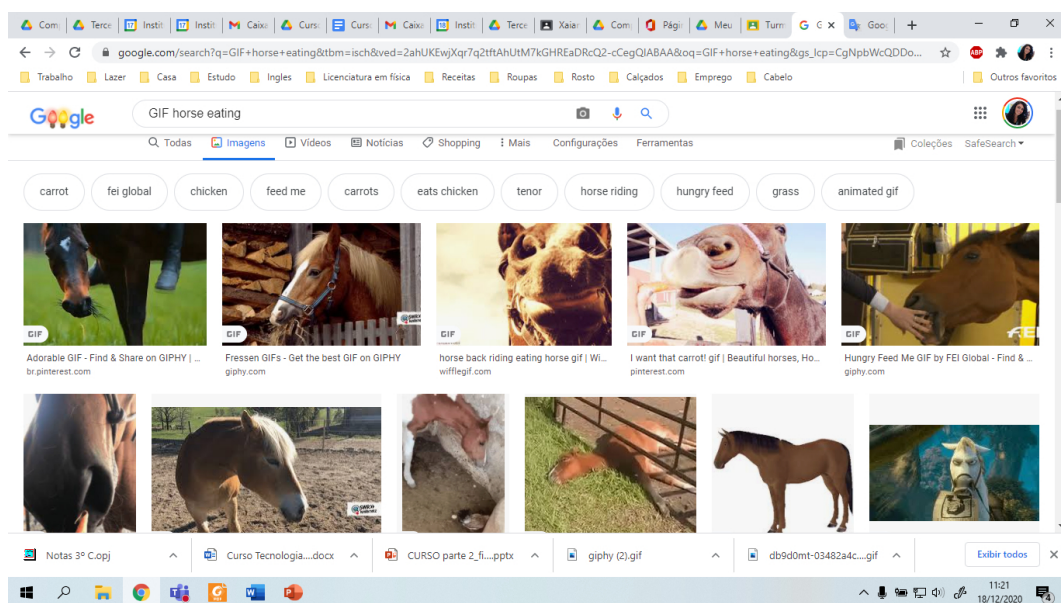 Com Terce Instit Instit Caixa Curso Curs Caixa Instit Terce Xaiar Com Págir Meu Turm G Goog
google.com/search?q=GIF+horse+eating&tbm=isch&ved=2ahUKEwjXqr7q2tftAhUtM7kGHREaDRcQ2-cCegQIABAA&oq=GIF+horse+eating&gs_lcp=CgNpbWcQDDo...
Trabalho Lazer Casa Estudo Ingles Licenciatura em física Receitas Roupas Rosto Calçados Emprego Cabelo Outros favoritos
Google GIF horse eating
Todas Imagens Vídeos Notícias Shopping Mais Configurações Ferramentas Coleções SafeSearch
carrot fei global chicken feed me carrots eats chicken tenor horse riding hungry feed grass animated gif
GIF GIF GIF GIF GIF
Adorable GIF - Find & Share on GIPHY | ... Fressen GIFs - Get the best GIF on GIPHY horse back riding eating horse gif | Wi... I want that carrot! gif | Beautiful horses, Ho... Hungry Feed Me GIF by FEI Global - Find & ...
br.pinterest.com giphy.com wifflegif.com pinterest.com giphy.com
Notas 3º C.opj Curso Tecnologia....docx CURSO parte 2_fi....pptx giphy (2).gif db9d0mt-03482a4c....gif Exibir todos
11:21
18/12/2020